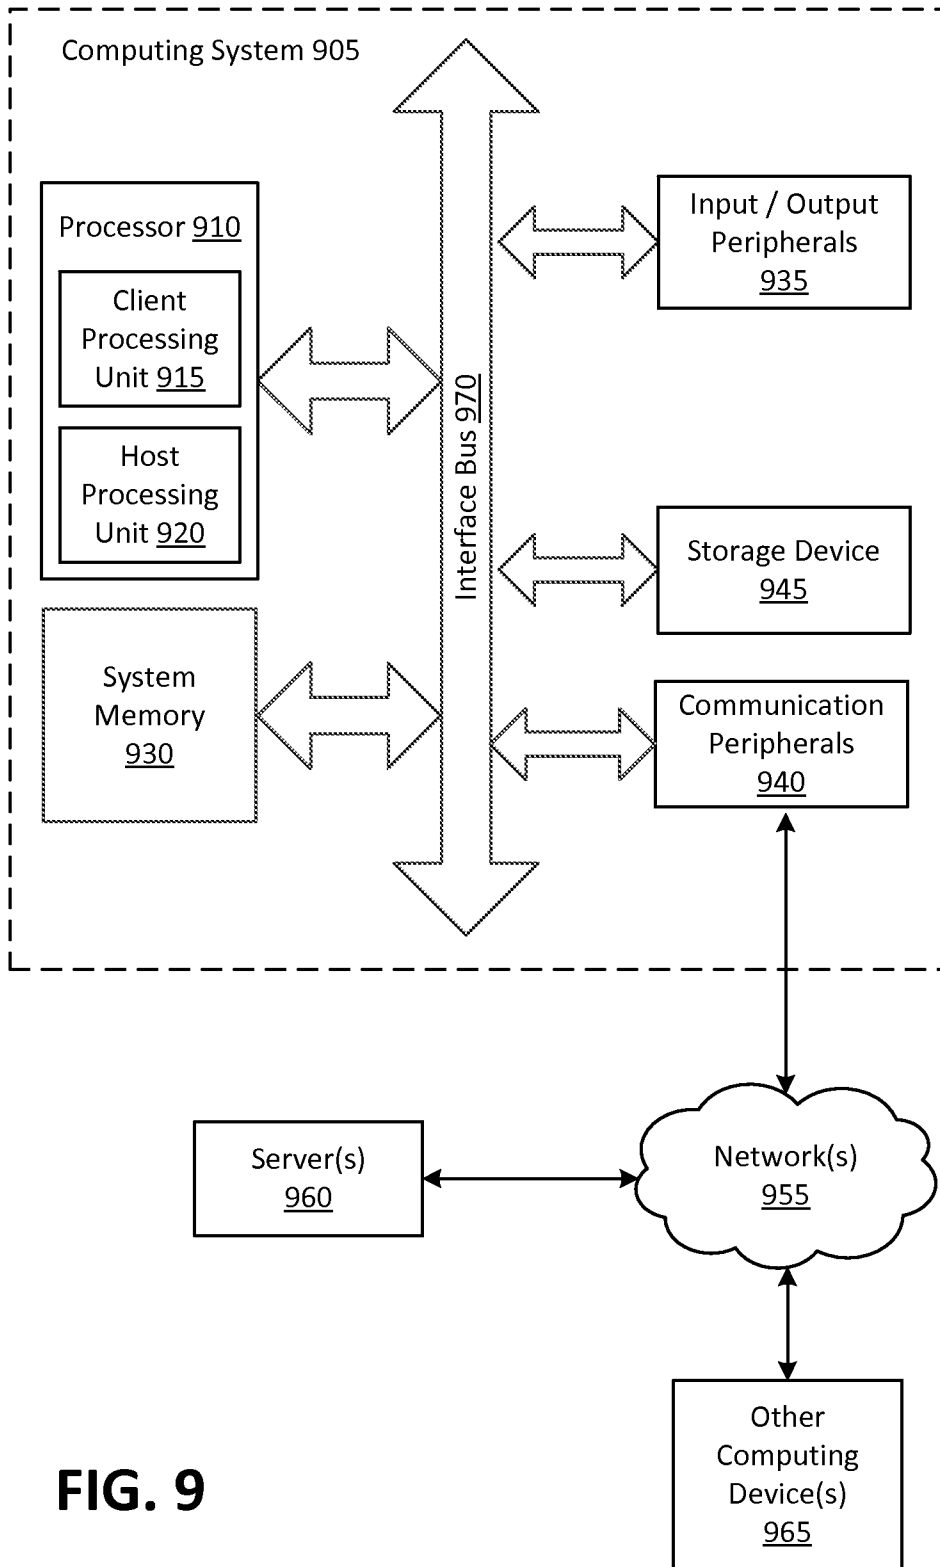 Computing System 905
Processor 910
Client
Processing
Unit 915
Host
Processing
Unit 920
System
Memory
930
Interface Bus 970
Input / Output
Peripherals
935
Storage Device
945
Communication
Peripherals
940
Server(s)
960
Network(s)
955
Other
Computing
Device(s)
965
FIG. 9